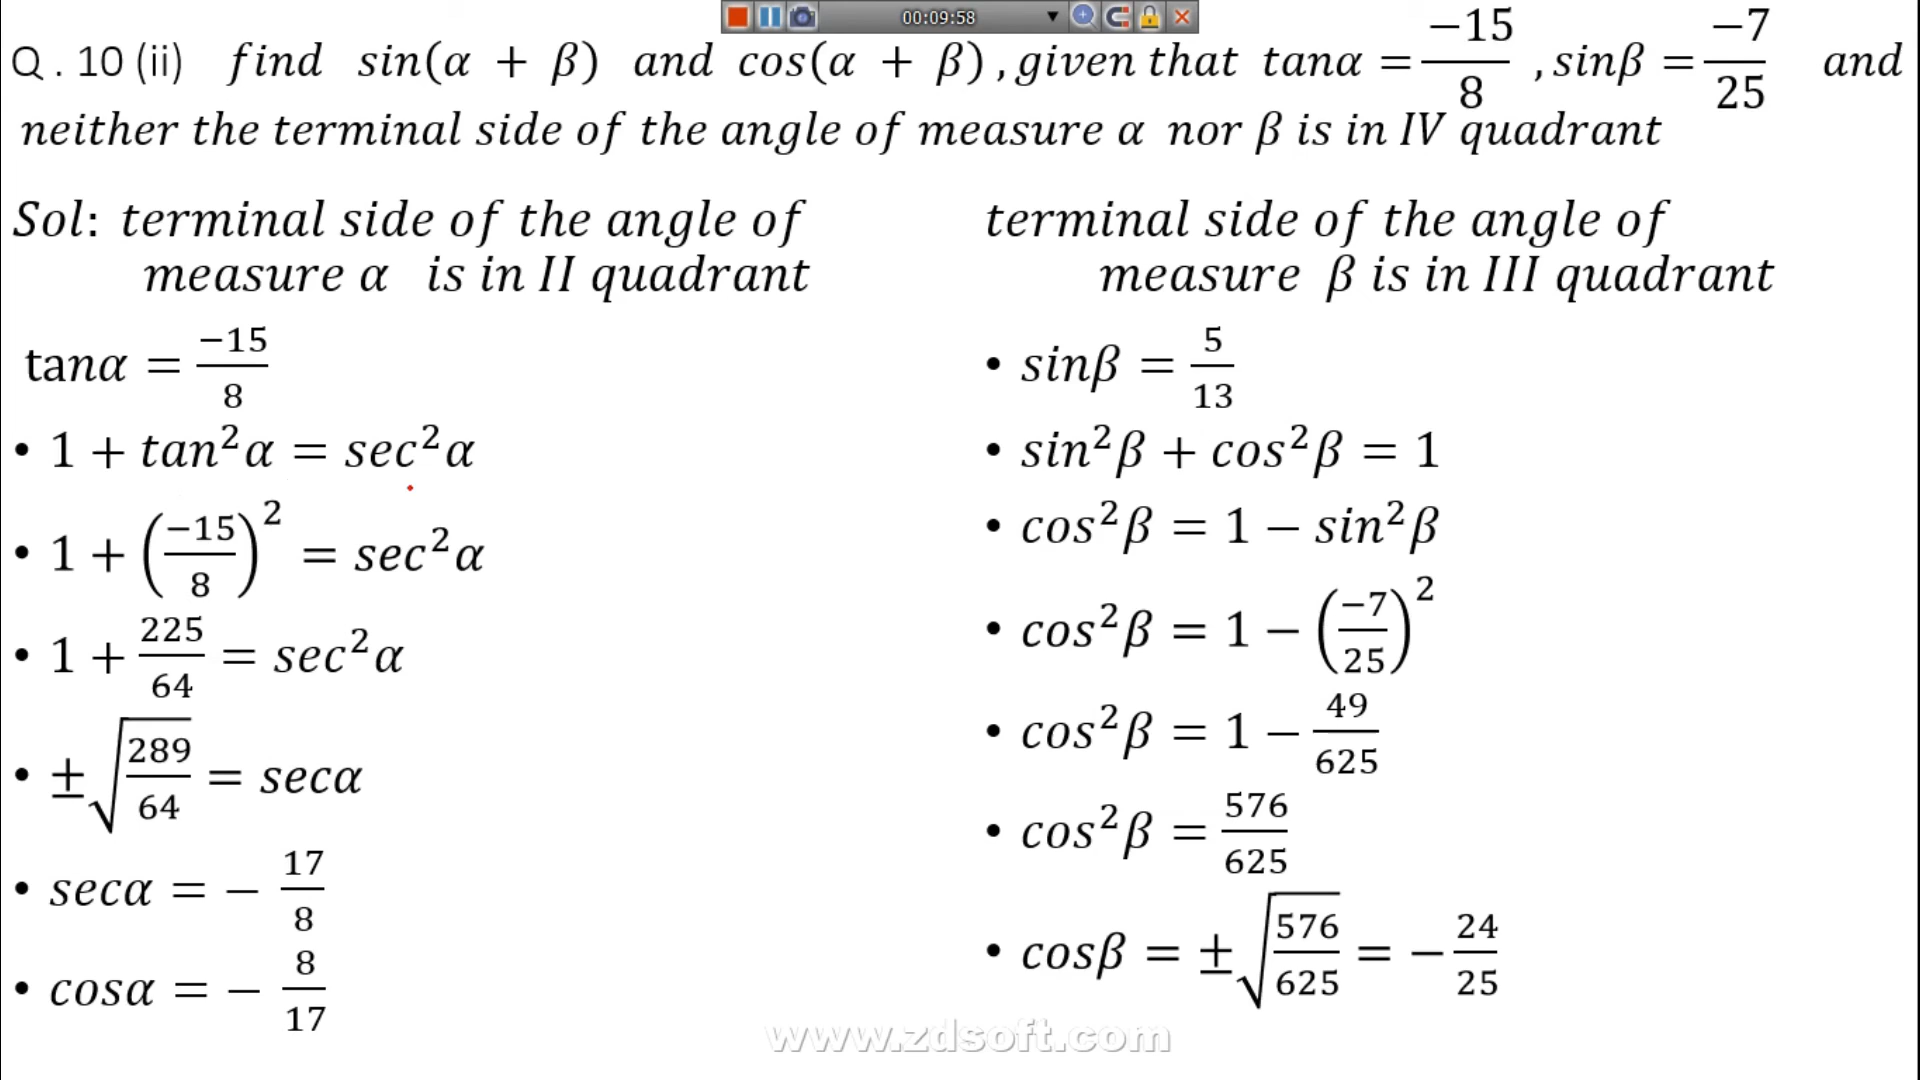 00:09:58
Q . 10 (ii) find sin(α + β) and cos(α + β) , given that tanα = −15/8 , sinβ = −7/25 and
neither the terminal side of the angle of measure α nor β is in IV quadrant
Sol: terminal side of the angle of
measure α is in II quadrant
tanα = −15/8
• 1 + tan²α = sec²α
• 1 + (−15/8)² = sec²α
• 1 + 225/64 = sec²α
• ±√(289/64) = secα
• secα = − 17/8
• cosα = − 8/17
terminal side of the angle of
measure β is in III quadrant
• sinβ = 5/13
• sin²β + cos²β = 1
• cos²β = 1 − sin²β
• cos²β = 1 − (−7/25)²
• cos²β = 1 − 49/625
• cos²β = 576/625
• cosβ = ±√(576/625) = − 24/25
www.zdsoft.com